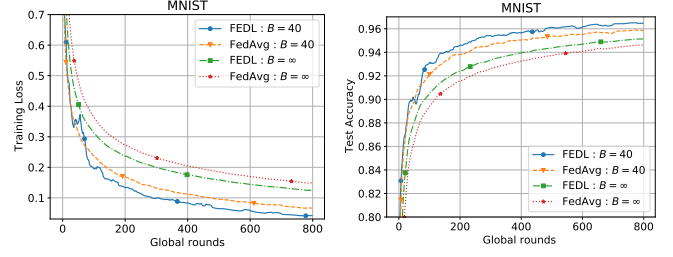 MNIST
Training Loss
0.7
0.6
0.5
0.4
0.3
0.2
0.1
0
200
400
600
800
Global rounds
FEDL : B = 40
FedAvg : B = 40
FEDL : B = ∞
FedAvg : B = ∞
MNIST
Test Accuracy
0.96
0.94
0.92
0.90
0.88
0.86
0.84
0.82
0.80
0
200
400
600
800
Global rounds
FEDL : B = 40
FedAvg : B = 40
FEDL : B = ∞
FedAvg : B = ∞